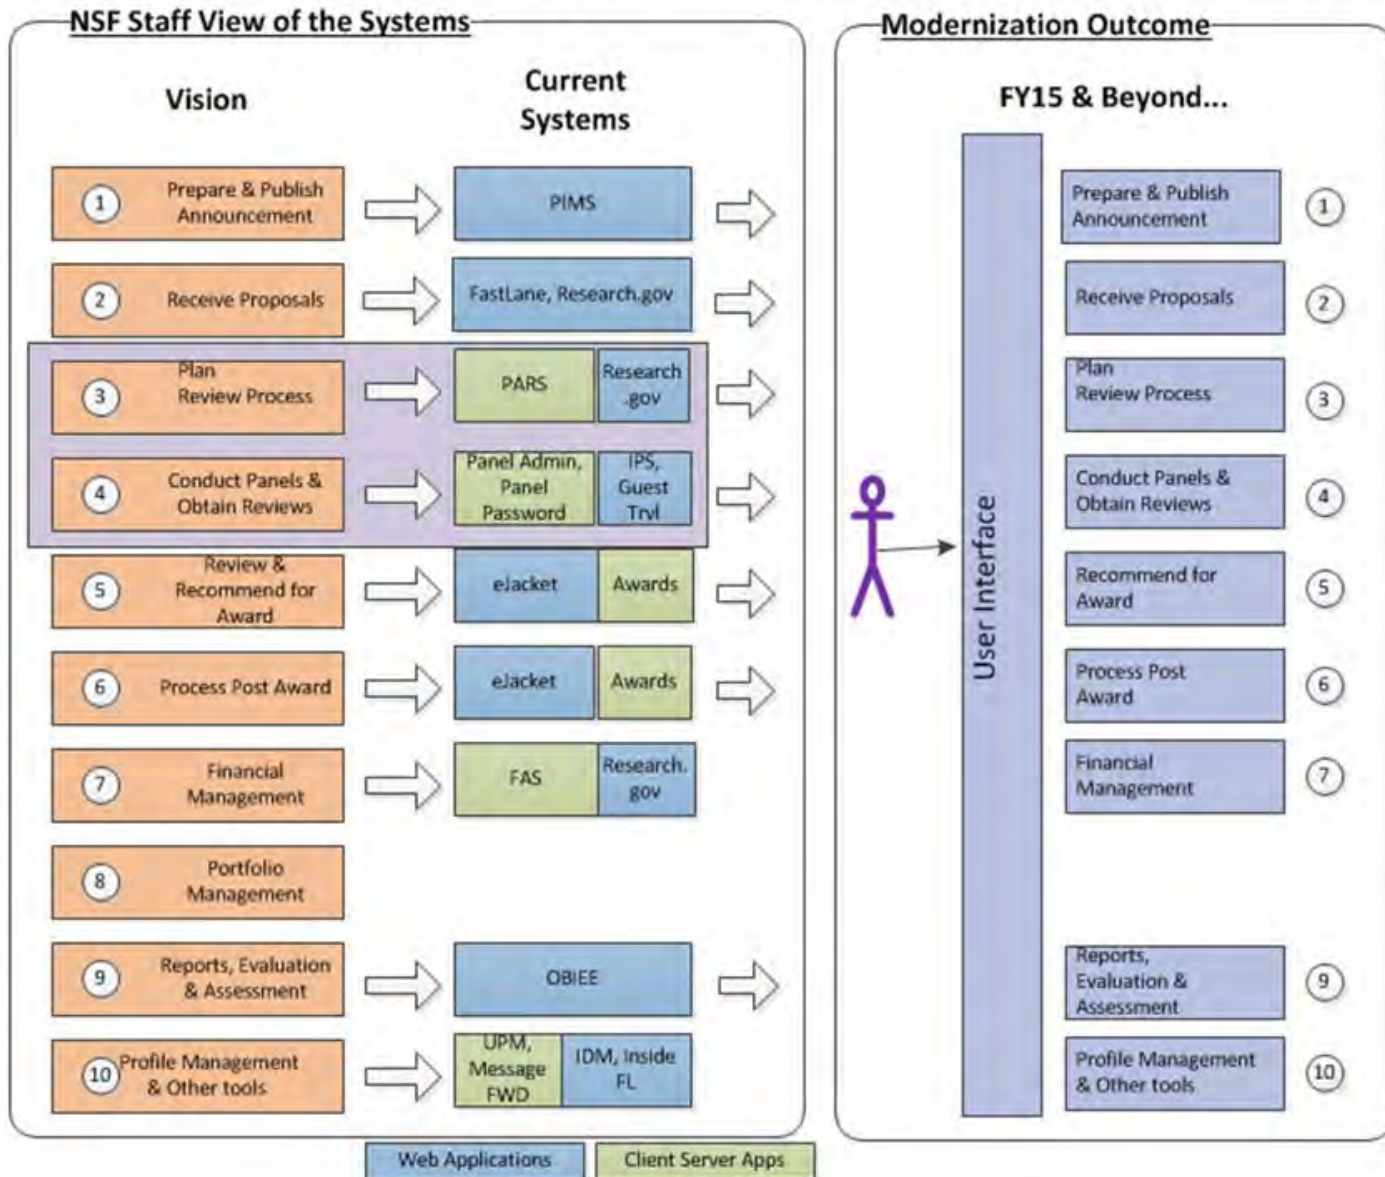 NSF Staff View of the Systems
Vision
Current
Systems
1
Prepare & Publish
Announcement
PIMS
2
Receive Proposals
FastLane, Research.gov
3
Plan
Review Process
PARS
Research
.gov
4
Conduct Panels &
Obtain Reviews
Panel Admin,
Panel
Password
IPS,
Guest
Trvl
5
Review &
Recommend for
Award
eJacket
Awards
6
Process Post Award
eJacket
Awards
7
Financial
Management
FAS
Research.
gov
8
Portfolio
Management
9
Reports, Evaluation
& Assessment
OBIEE
10
Profile Management
& Other tools
UPM,
Message
FWD
IDM, Inside
FL
Web Applications
Client Server Apps
Modernization Outcome
FY15 & Beyond...
User Interface
Prepare & Publish
Announcement
1
Receive Proposals
2
Plan
Review Process
3
Conduct Panels &
Obtain Reviews
4
Recommend for
Award
5
Process Post
Award
6
Financial
Management
7
Reports,
Evaluation &
Assessment
9
Profile Management
& Other tools
10